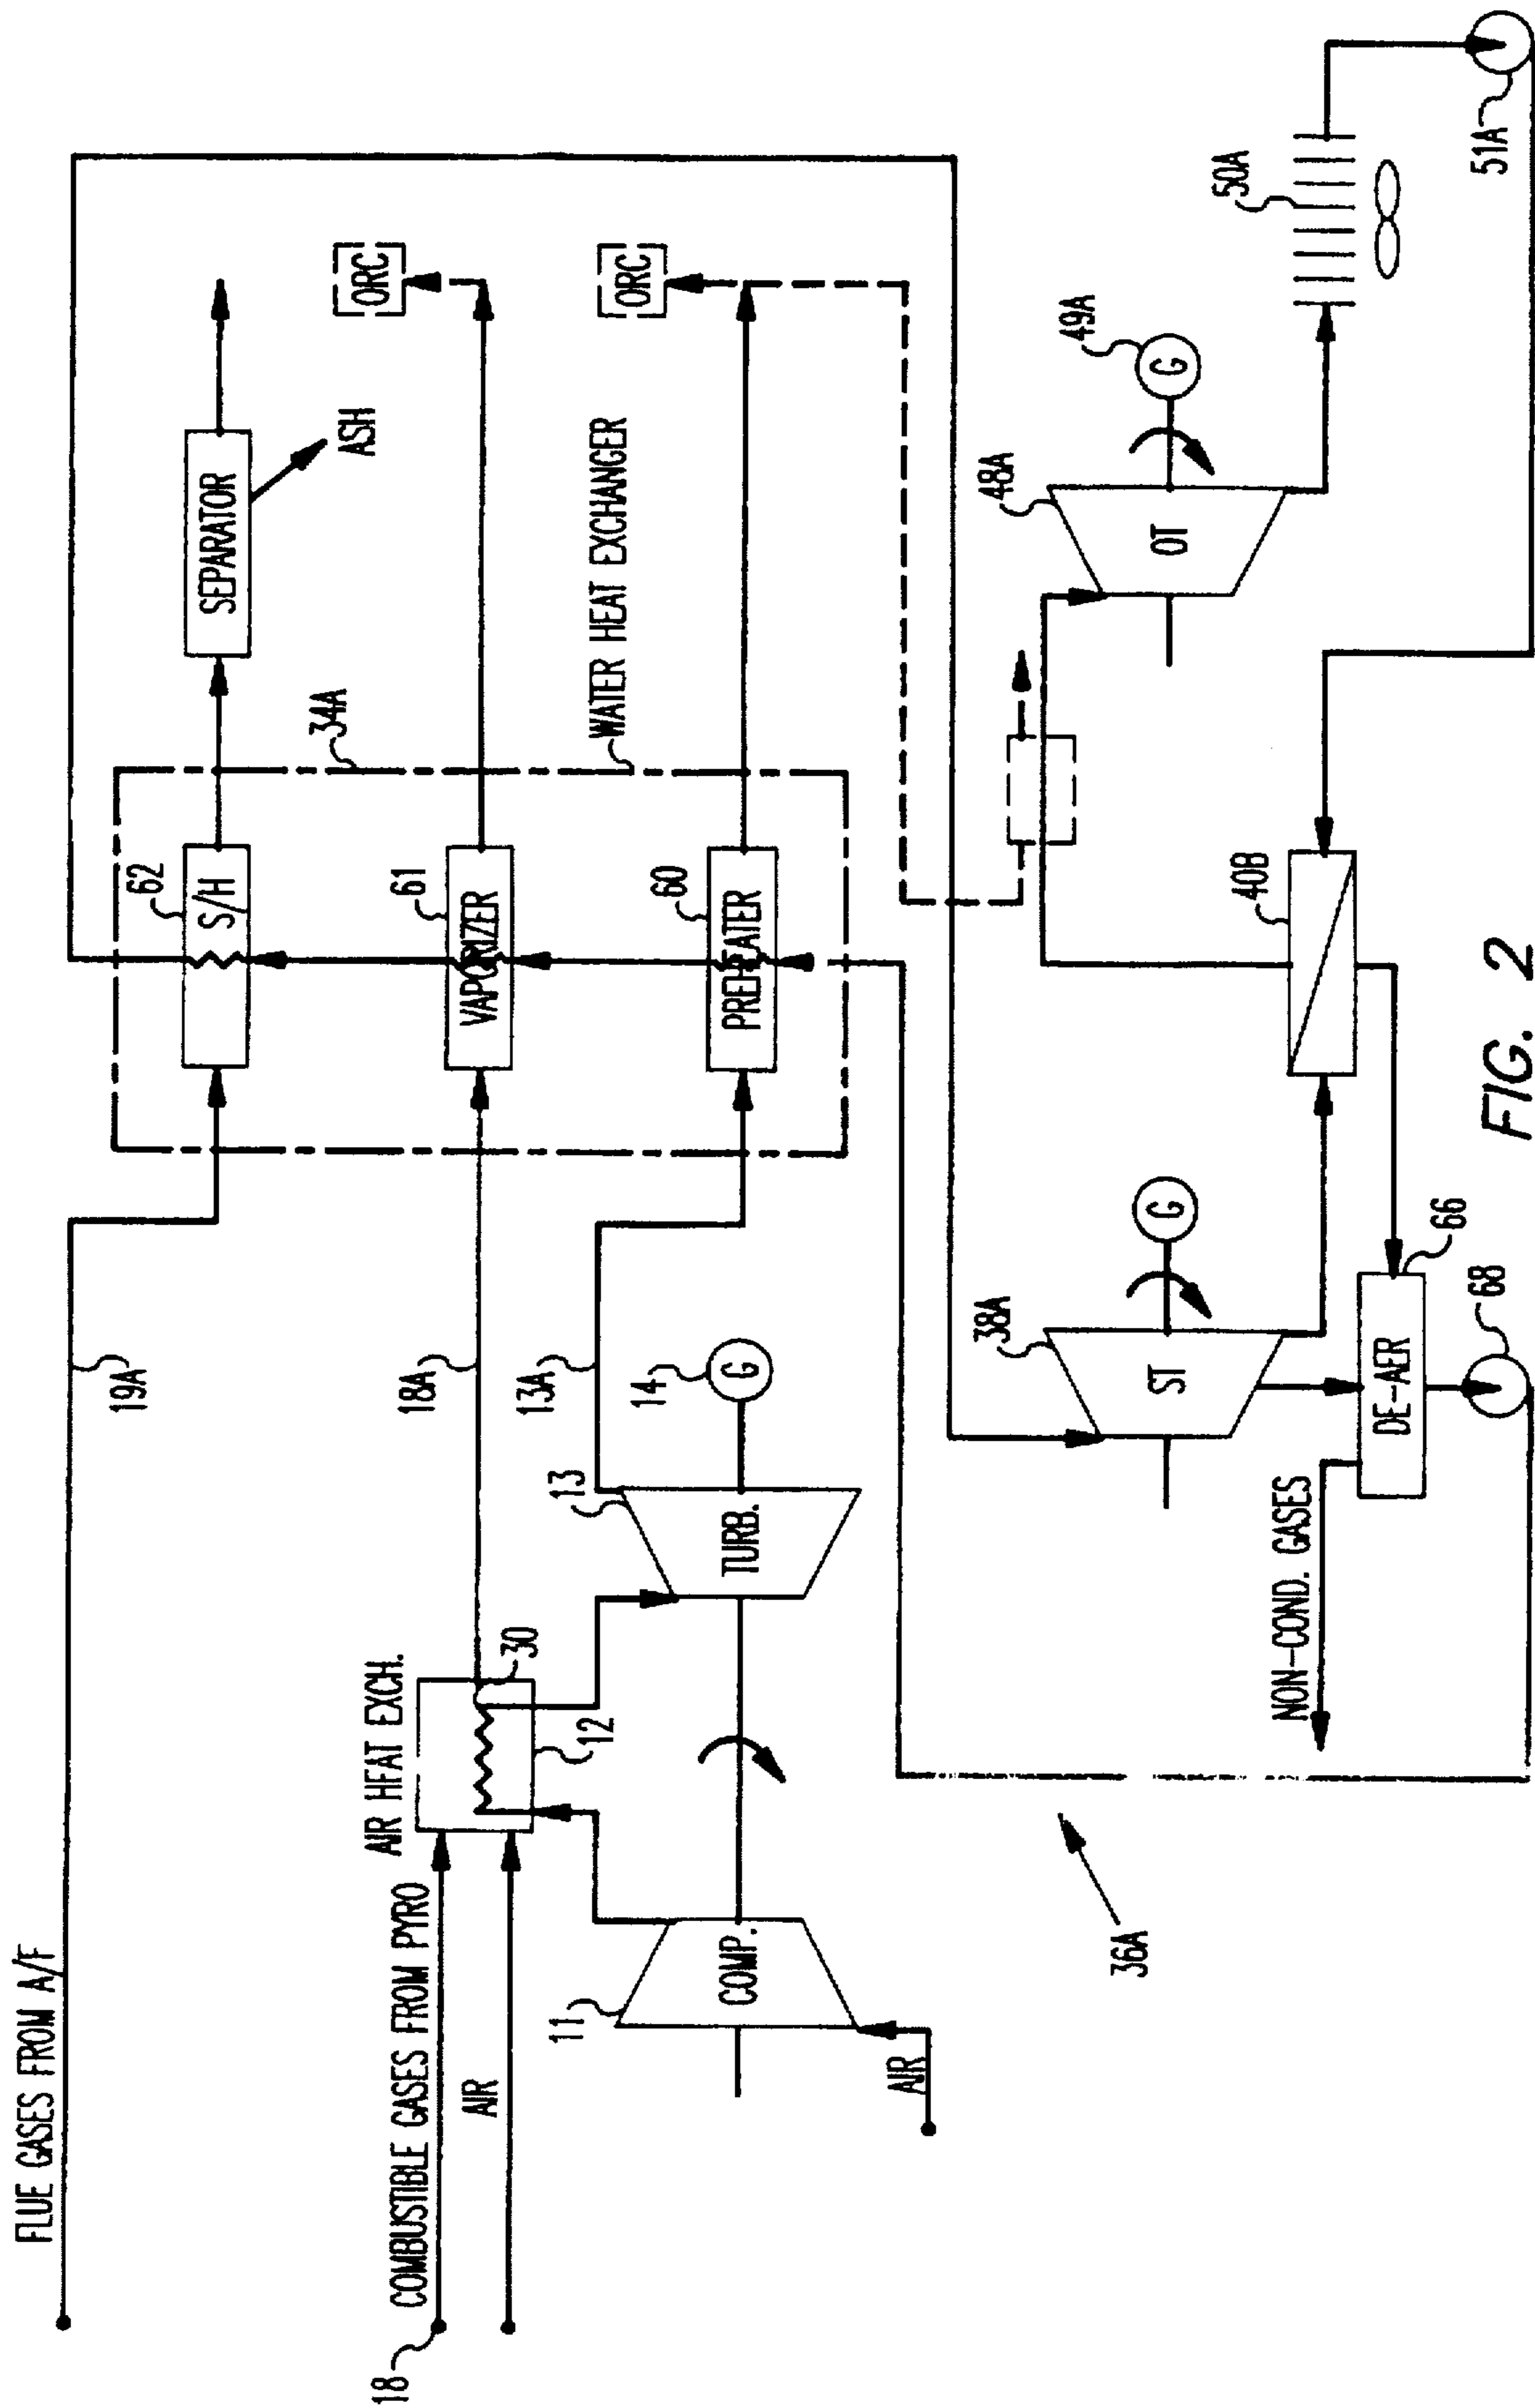 FLUE GASES FROM A/F
19A
62
S/H
SEPARATOR
ASH
34A
18
COMBUSTIBLE GASES FROM PYRO
AIR
AIR HEAT EXCH.
30
12
18A
61
VAPORIZER
ORC
WATER HEAT EXCHANGER
11
COMP.
AIR
13
TURB.
14
G
13A
60
PREHEATER
ORC
36A
38A
ST
G
48A
OT
49A
G
50A
NON-COND. GASES
DE-AER
66
68
40B
51A
FIG. 2